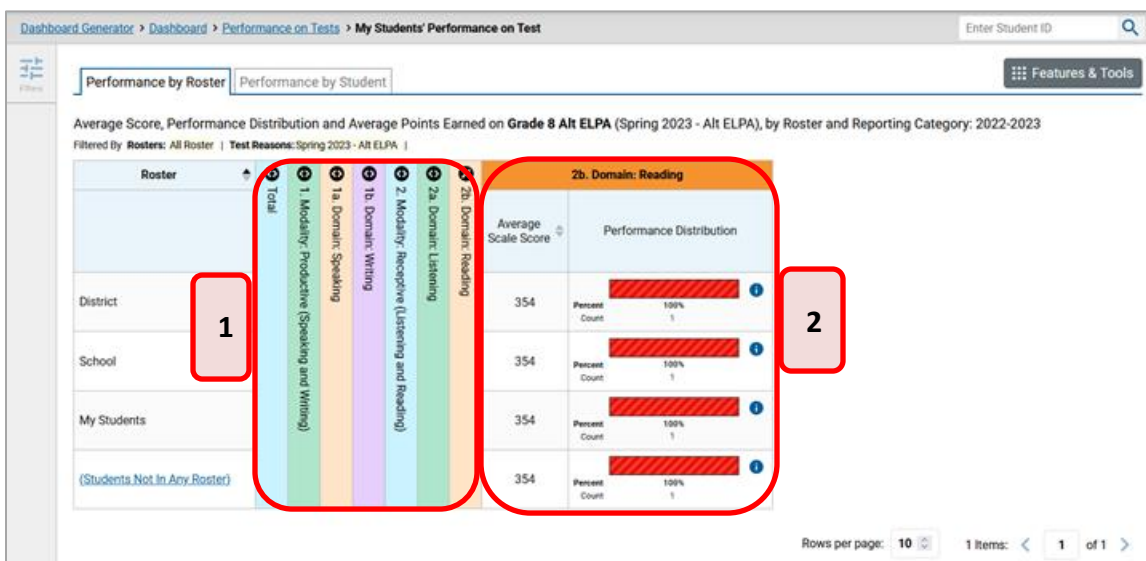 Dashboard Generator > Dashboard > Performance on Tests > My Students' Performance on Test
Enter Student ID
Filters
Performance by Roster
Performance by Student
Features & Tools
Average Score, Performance Distribution and Average Points Earned on Grade 8 Alt ELPA (Spring 2023 - Alt ELPA), by Roster and Reporting Category: 2022-2023
Filtered By Rosters: All Roster | Test Reasons: Spring 2023 - Alt ELPA |
Roster
Total
1. Modality: Productive (Speaking and Writing)
1a. Domain: Speaking
1b. Domain: Writing
2. Modality: Receptive (Listening and Reading)
2a. Domain: Listening
2b. Domain: Reading
2b. Domain: Reading
Average
Scale Score
Performance Distribution
District
354
Percent 100%
Count 1
1
2
School
354
Percent 100%
Count 1
My Students
354
Percent 100%
Count 1
(Students Not In Any Roster)
354
Percent 100%
Count 1
Rows per page: 10
1 Items: < 1 of 1 >